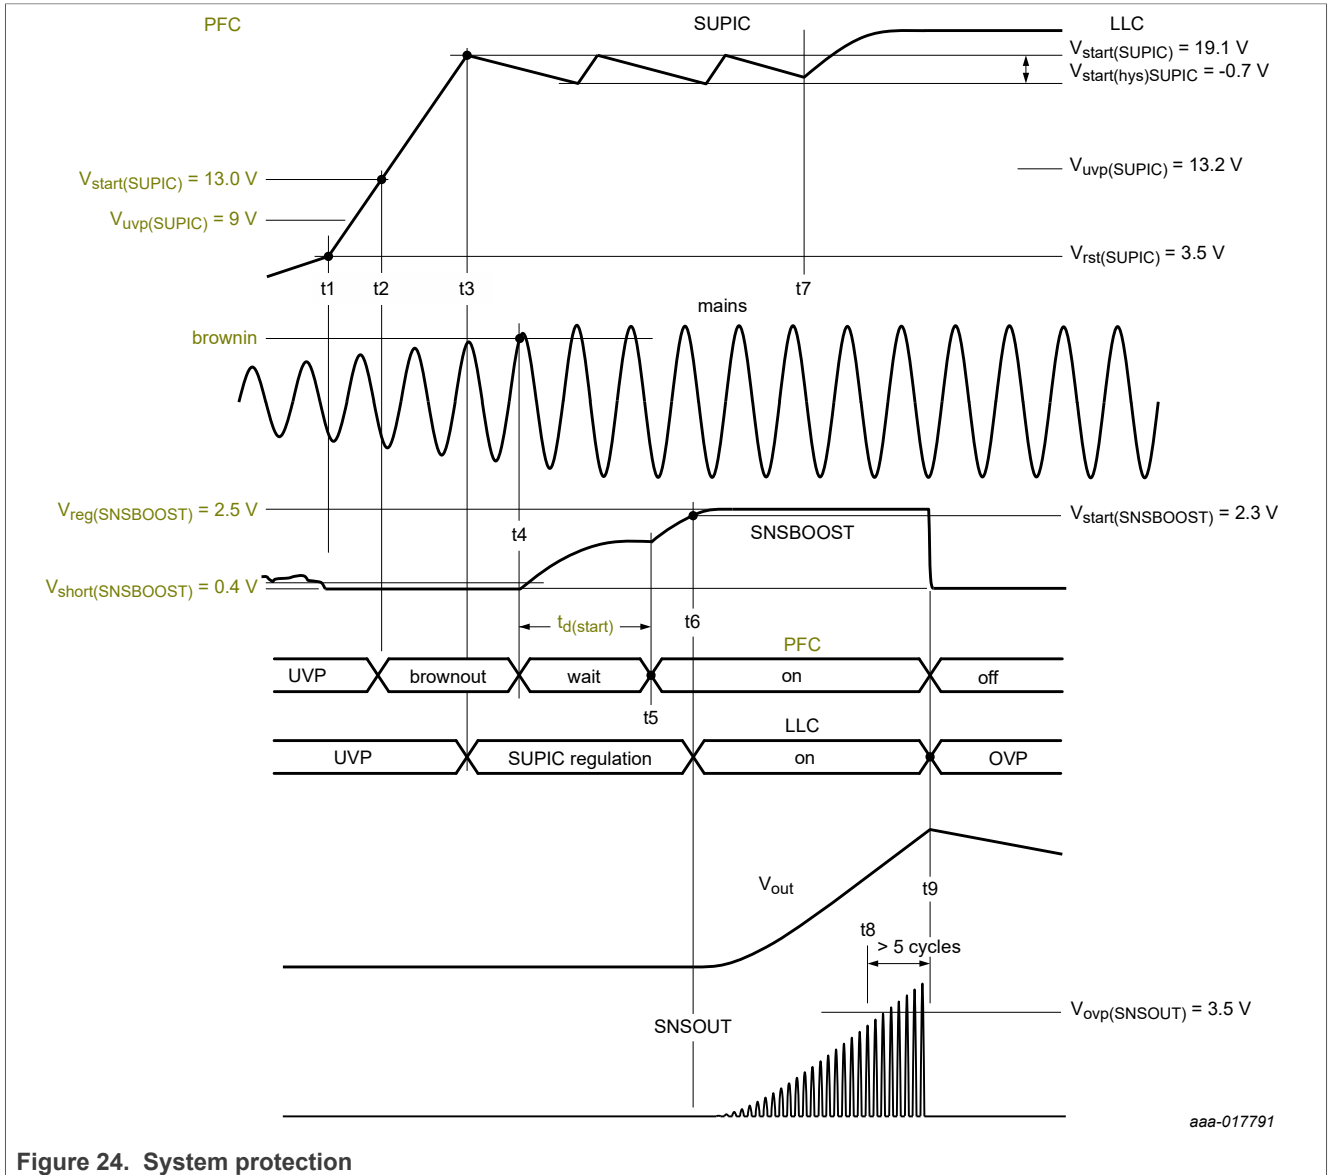 PFC
SUPIC
LLC
Vstart(SUPIC) = 19.1 V
Vstart(hys)SUPIC = -0.7 V
Vuvp(SUPIC) = 13.2 V
Vstart(SUPIC) = 13.0 V
Vuvp(SUPIC) = 9 V
Vrst(SUPIC) = 3.5 V
t1
t2
t3
t7
mains
brownin
Vreg(SNSBOOST) = 2.5 V
Vstart(SNSBOOST) = 2.3 V
t4
SNSBOOST
Vshort(SNSBOOST) = 0.4 V
td(start)
t6
PFC
UVP
brownout
wait
on
off
t5
LLC
UVP
SUPIC regulation
on
OVP
Vout
t9
t8
> 5 cycles
SNSOUT
Vovp(SNSOUT) = 3.5 V
aaa-017791
Figure 24. System protection